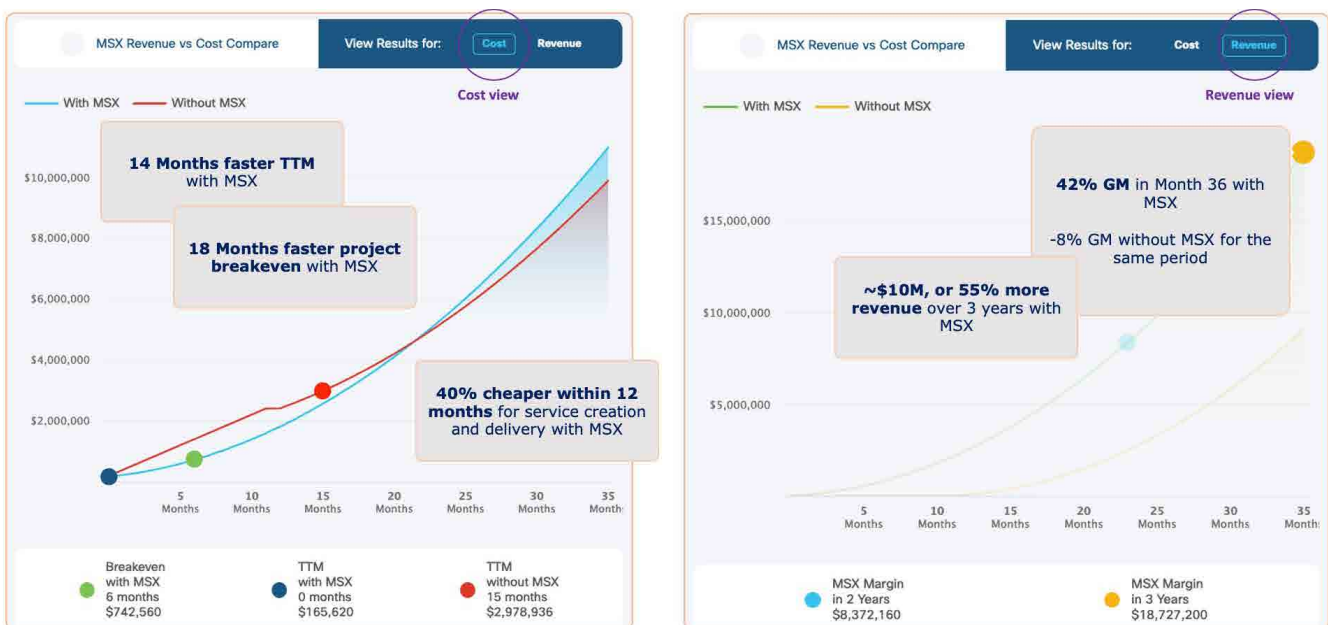 MSX Revenue vs Cost Compare
View Results for:
Cost
Revenue
Cost view
With MSX
Without MSX
14 Months faster TTM
with MSX
18 Months faster project
breakeven with MSX
40% cheaper within 12
months for service creation
and delivery with MSX
$10,000,000
$8,000,000
$6,000,000
$4,000,000
$2,000,000
5
Months
10
Months
15
Months
20
Months
25
Months
30
Months
35
Months
Breakeven
with MSX
6 months
$742,560
TTM
with MSX
0 months
$165,620
TTM
without MSX
15 months
$2,978,936
MSX Revenue vs Cost Compare
View Results for:
Cost
Revenue
Revenue view
With MSX
Without MSX
42% GM in Month 36 with
MSX
-8% GM without MSX for the
same period
~$10M, or 55% more
revenue over 3 years with
MSX
$15,000,000
$10,000,000
$5,000,000
5
Months
10
Months
15
Months
20
Months
25
Months
30
Months
35
Months
MSX Margin
in 2 Years
$8,372,160
MSX Margin
in 3 Years
$18,727,200